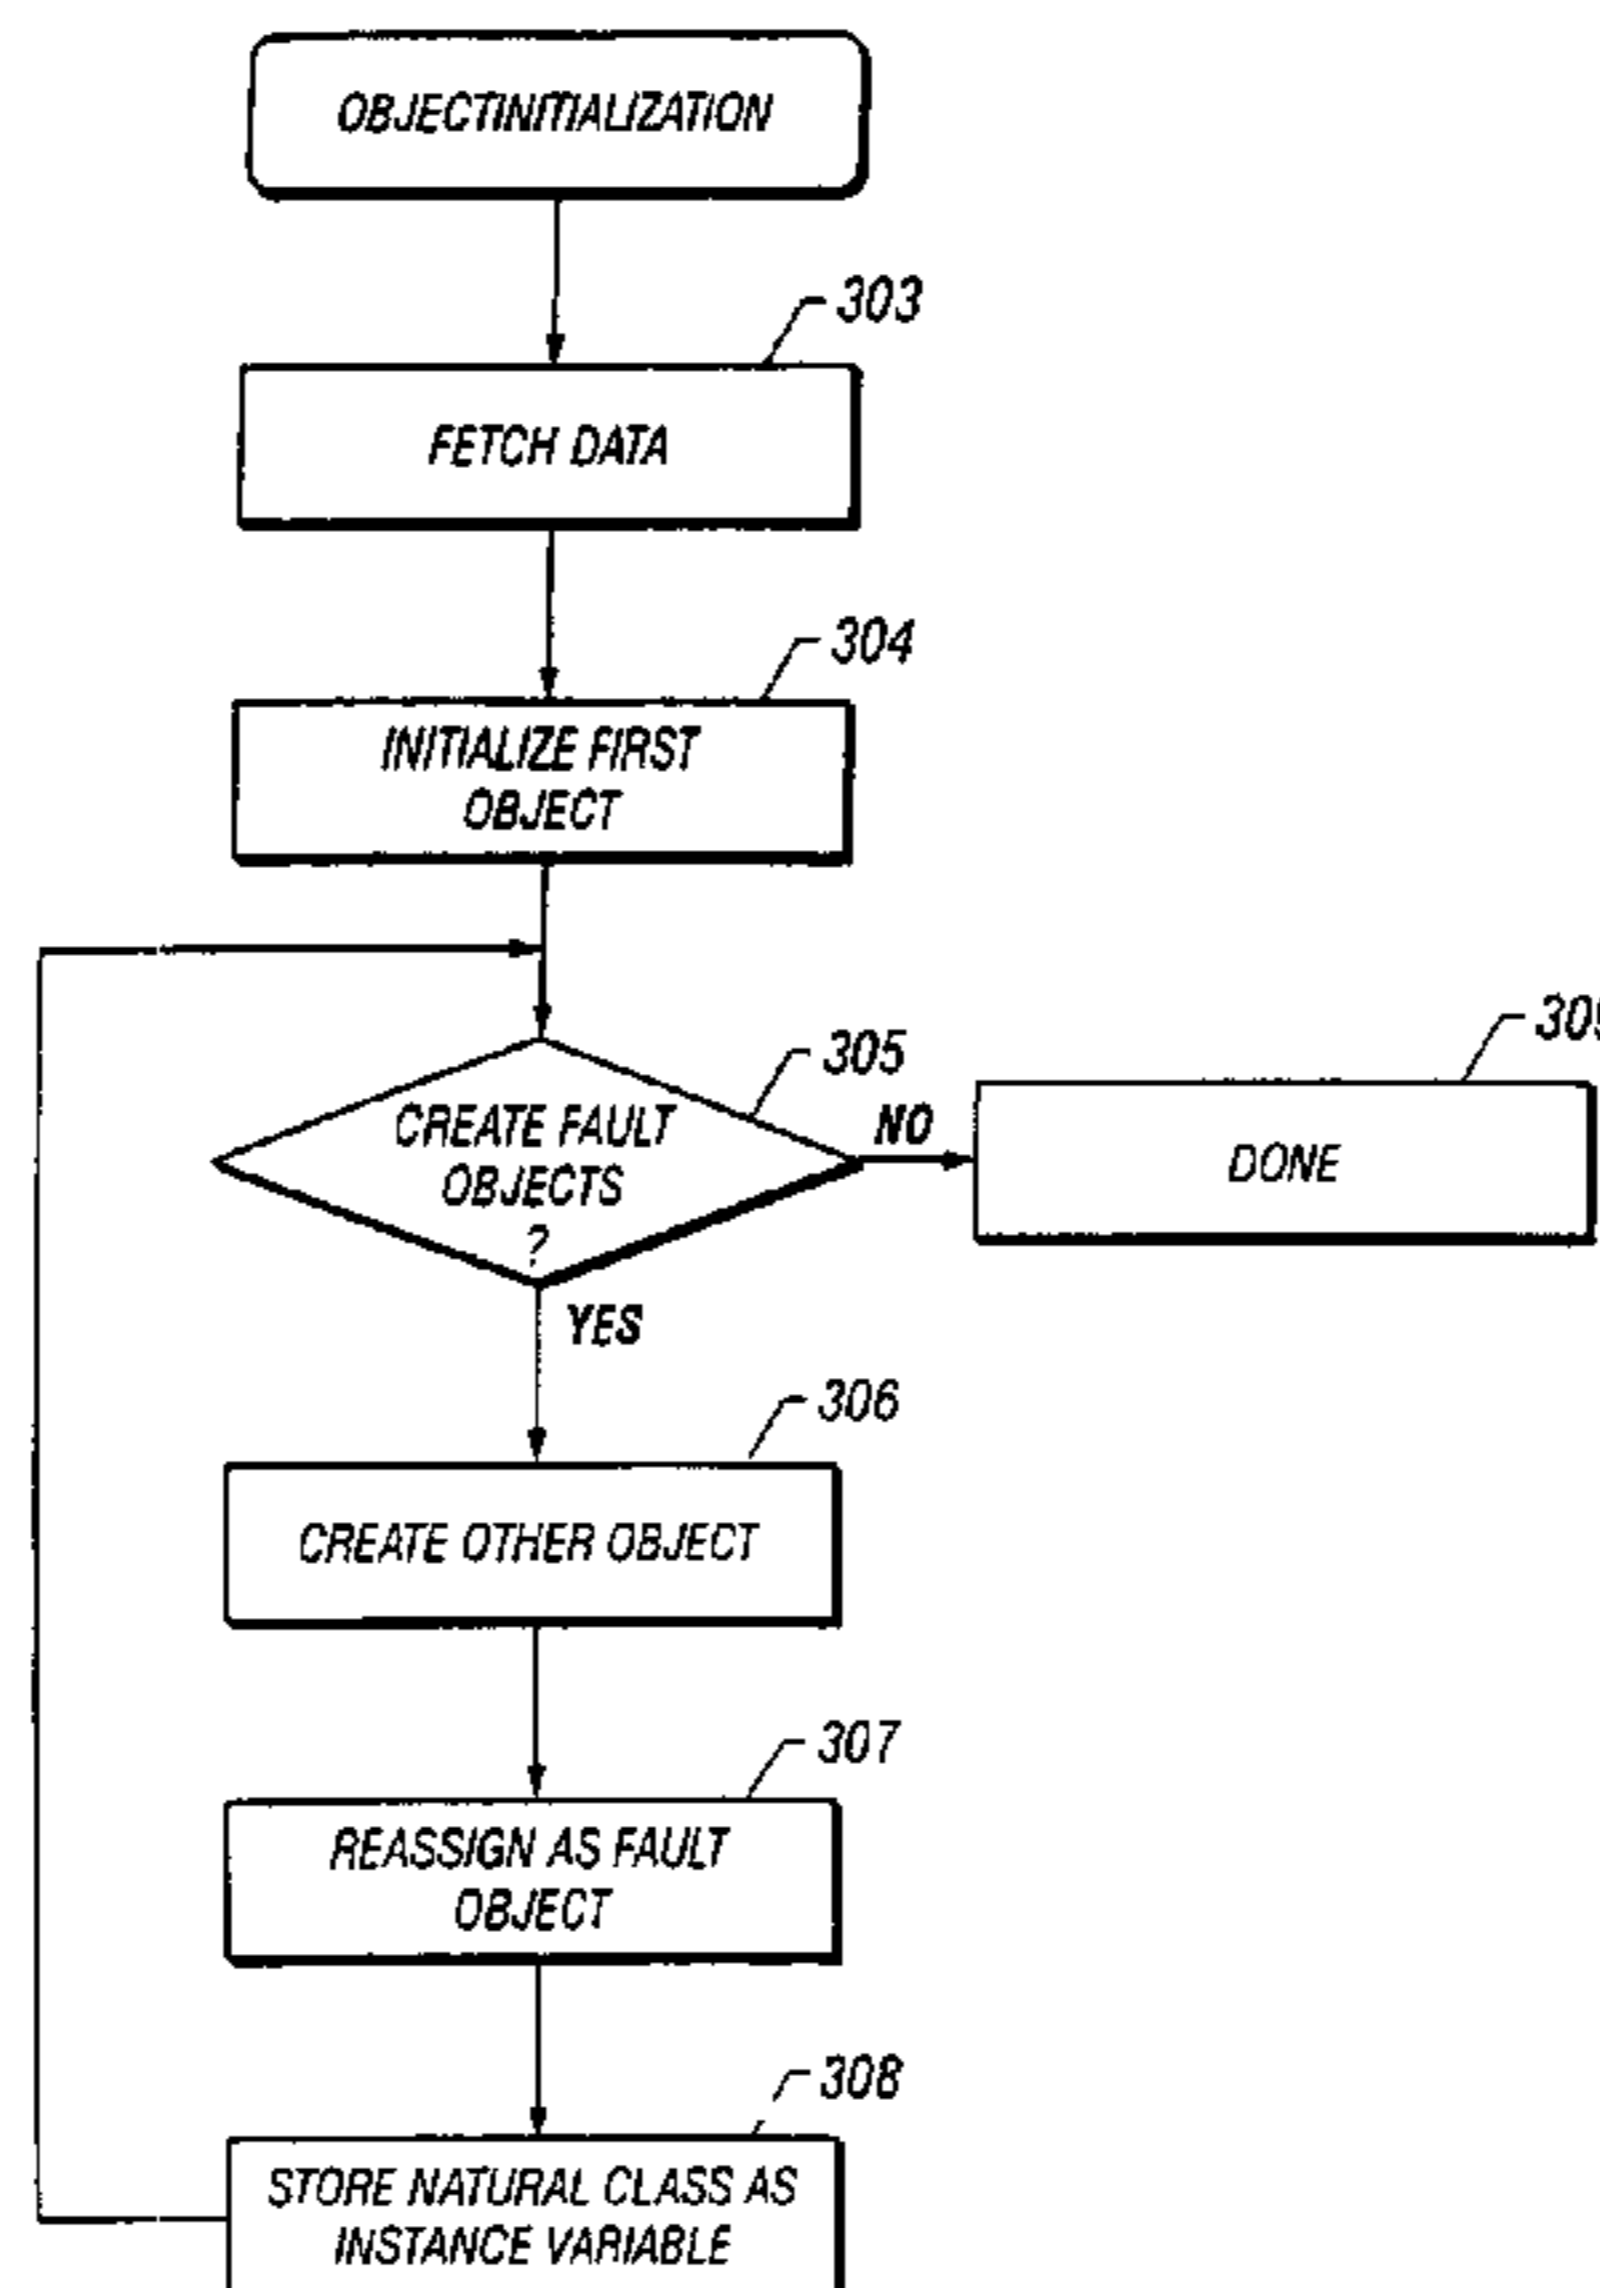 OBJECTINITIALIZATION
303
FETCH DATA
304
INITIALIZE FIRST
OBJECT
305
CREATE FAULT
OBJECTS
?
NO
DONE
YES
306
CREATE OTHER OBJECT
307
REASSIGN AS FAULT
OBJECT
308
STORE NATURAL CLASS AS
INSTANCE VARIABLE